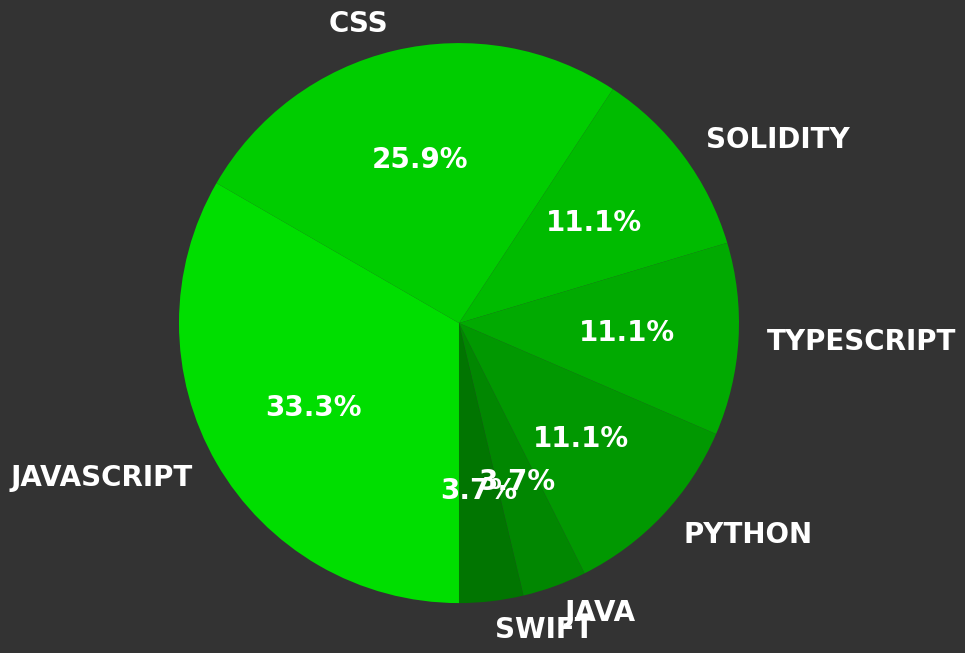 CSS
SOLIDITY
25.9%
11.1%
11.1%
TYPESCRIPT
33.3%
11.1%
JAVASCRIPT
3.7%
3.7%
PYTHON
JAVA
SWIFT